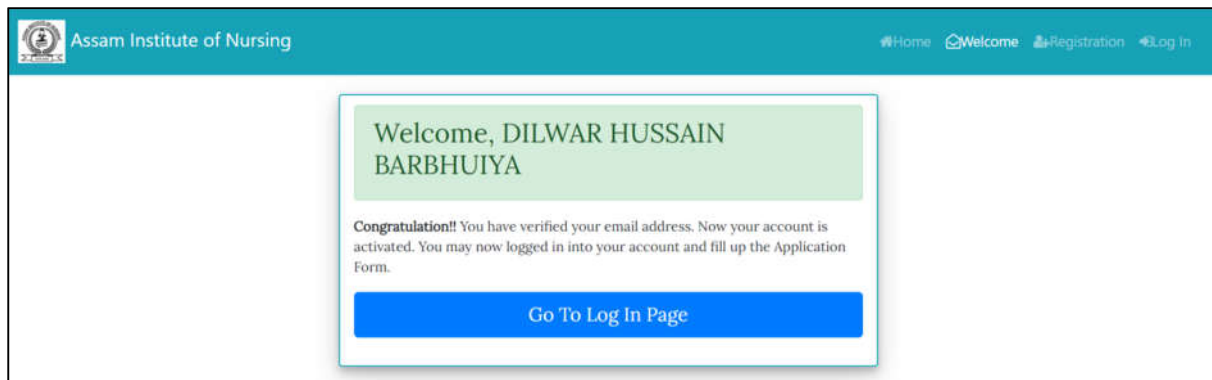 Assam Institute of Nursing
Home Welcome Registration Log In
Welcome, DILWAR HUSSAIN
BARBHUIYA
Congratulation!! You have verified your email address. Now your account is
activated. You may now logged in into your account and fill up the Application
Form.
Go To Log In Page